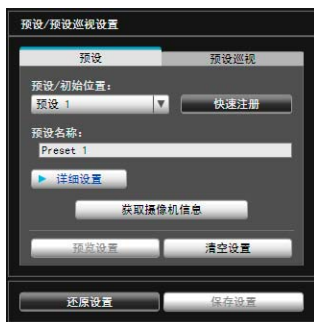 预设/预设巡视设置
预设 预设巡视
预设/初始位置：
预设 1 快速注册
预设名称：
Preset 1
详细设置
获取摄像机信息
预览设置 清空设置
还原设置 保存设置